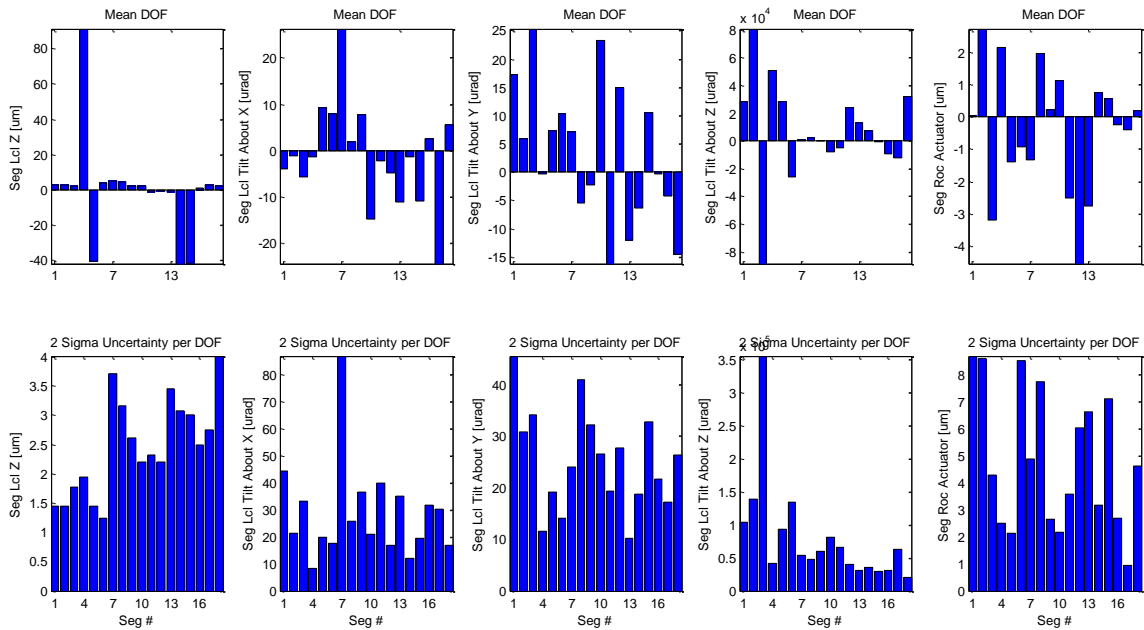 Mean DOF
Seg Lcl Z [um]
80
60
40
20
0
-20
-40
1 7 13
Mean DOF
Seg Lcl Tilt About X [urad]
20
10
0
-10
-20
1 7 13
Mean DOF
Seg Lcl Tilt About Y [urad]
25
20
15
10
5
0
-5
-10
-15
1 7 13
x 10^4
Mean DOF
Seg Lcl Tilt About Z [urad]
8
6
4
2
0
-2
-4
-6
-8
1 7 13
Mean DOF
Seg Roc Actuator [um]
2
1
0
-1
-2
-3
-4
1 7 13
2 Sigma Uncertainty per DOF
Seg Lcl Z [um]
4
3.5
3
2.5
2
1.5
1
0.5
0
1 4 7 10 13 16
Seg #
2 Sigma Uncertainty per DOF
Seg Lcl Tilt About X [urad]
80
70
60
50
40
30
20
10
0
1 4 7 10 13 16
Seg #
2 Sigma Uncertainty per DOF
Seg Lcl Tilt About Y [urad]
40
30
20
10
0
1 4 7 10 13 16
Seg #
2 Sigma Uncertainty per DOF
x 10^5
Seg Lcl Tilt About Z [urad]
3.5
3
2.5
2
1.5
1
0.5
0
1 4 7 10 13 16
Seg #
2 Sigma Uncertainty per DOF
Seg Roc Actuator [um]
8
7
6
5
4
3
2
1
0
1 4 7 10 13 16
Seg #